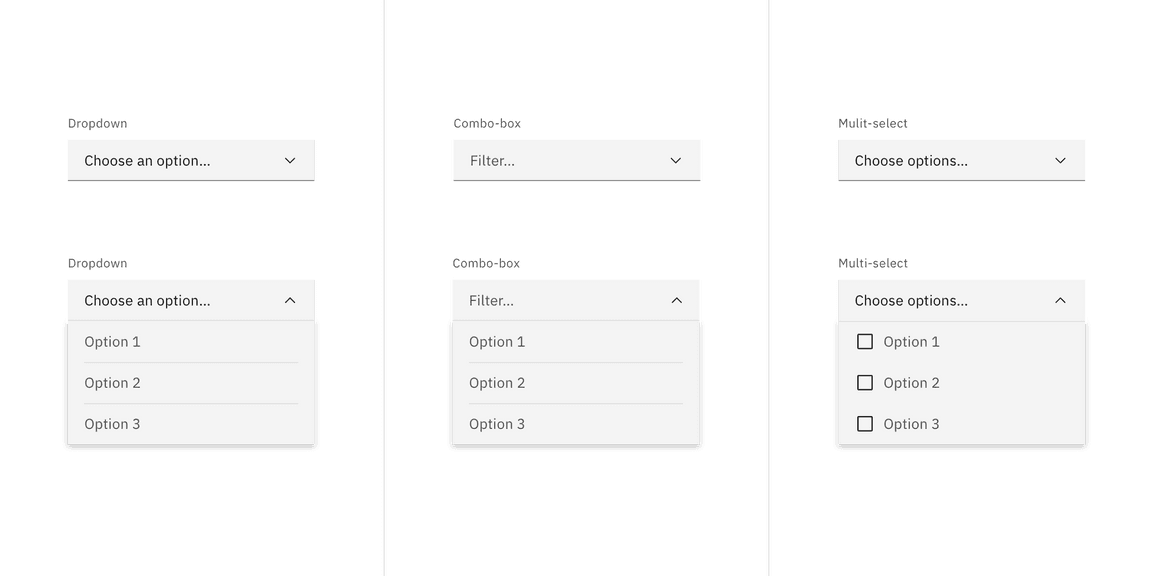 Dropdown
Choose an option...
Dropdown
Choose an option...
Option 1
Option 2
Option 3
Combo-box
Filter...
Combo-box
Filter...
Option 1
Option 2
Option 3
Mulit-select
Choose options...
Multi-select
Choose options...
Option 1
Option 2
Option 3